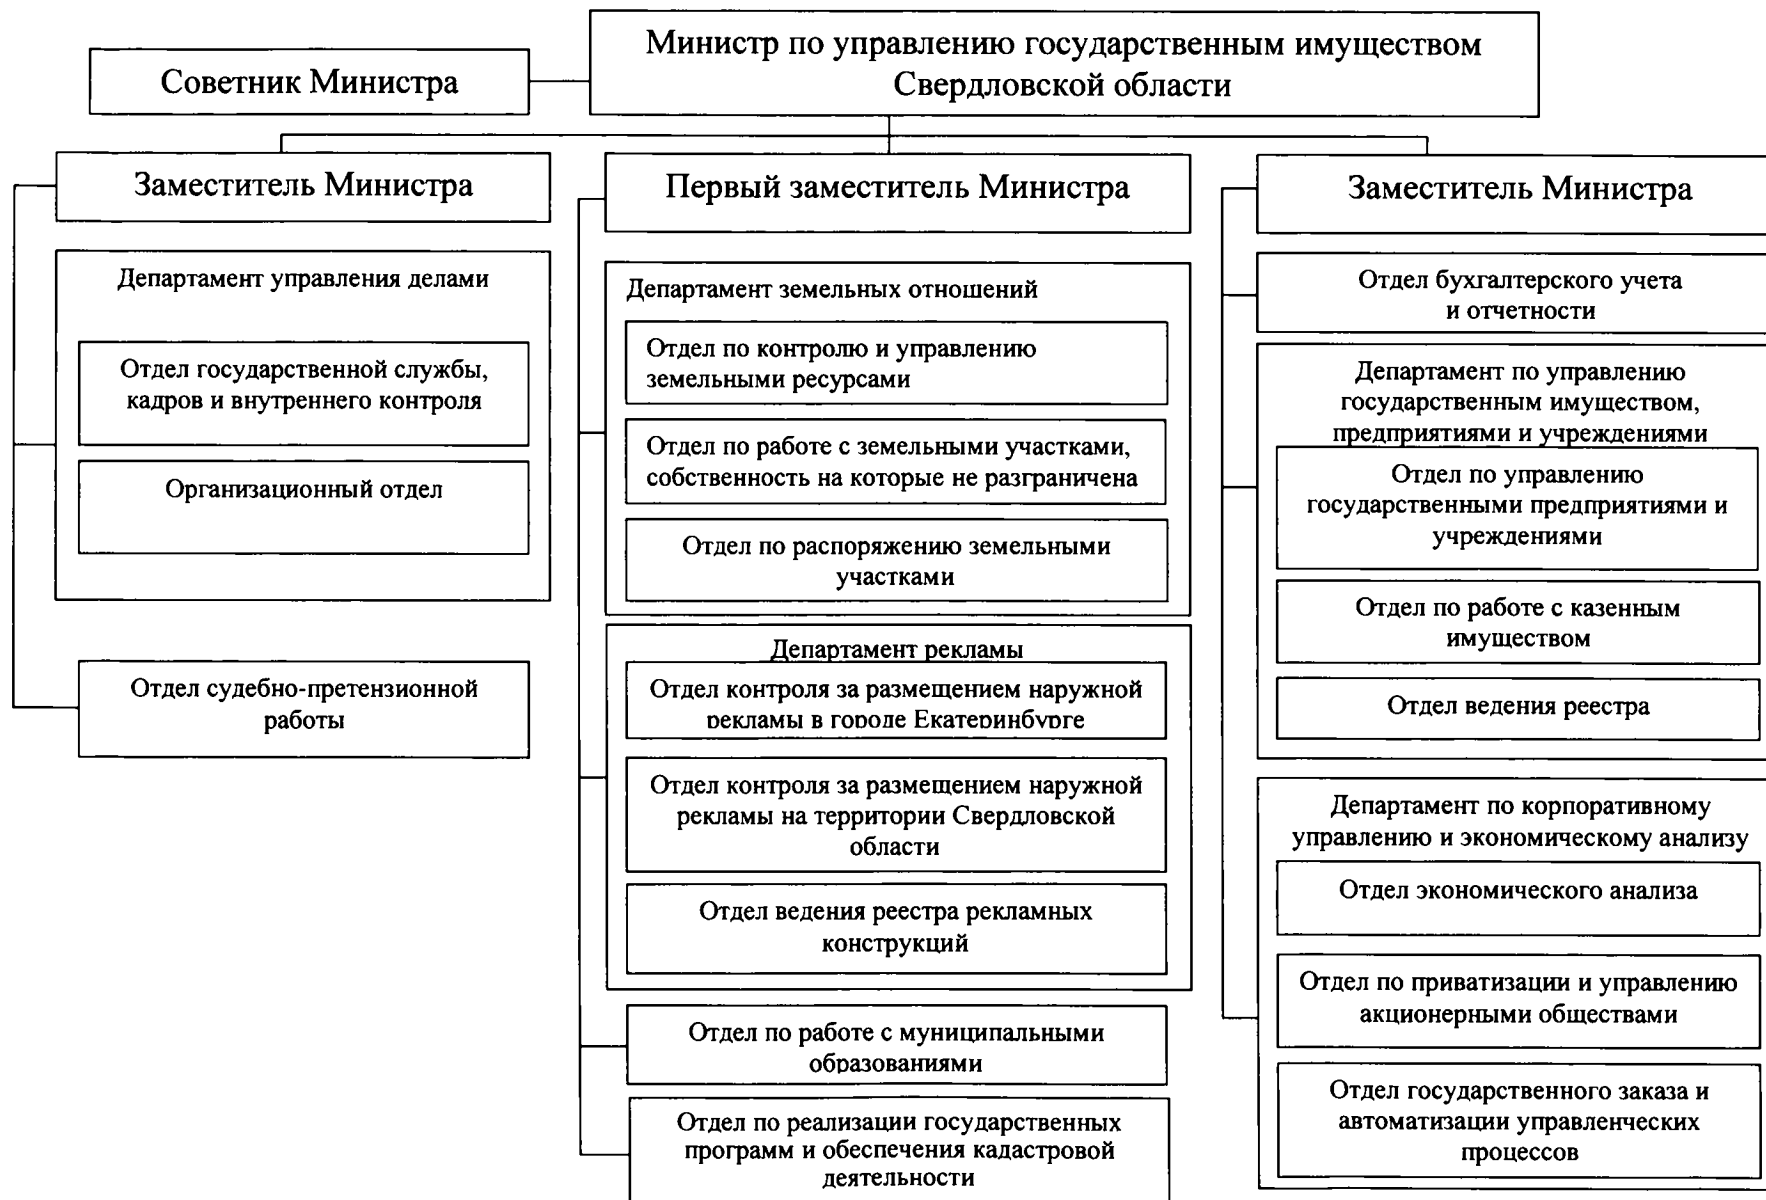 Министр по управлению государственным имуществом
Свердловской области
Советник Министра
Заместитель Министра
Департамент управления делами
Отдел государственной службы,
кадров и внутреннего контроля
Организационный отдел
Отдел судебно-претензионной
работы
Первый заместитель Министра
Департамент земельных отношений
Отдел по контролю и управлению
земельными ресурсами
Отдел по работе с земельными участками,
собственность на которые не разграничена
Отдел по распоряжению земельными
участками
Департамент рекламы
Отдел контроля за размещением наружной
рекламы в городе Екатеринбурге
Отдел контроля за размещением наружной
рекламы на территории Свердловской
области
Отдел ведения реестра рекламных
конструкций
Отдел по работе с муниципальными
образованиями
Отдел по реализации государственных
программ и обеспечения кадастровой
деятельности
Заместитель Министра
Отдел бухгалтерского учета
и отчетности
Департамент по управлению
государственным имуществом,
предприятиями и учреждениями
Отдел по управлению
государственными предприятиями и
учреждениями
Отдел по работе с казенным
имуществом
Отдел ведения реестра
Департамент по корпоративному
управлению и экономическому анализу
Отдел экономического анализа
Отдел по приватизации и управлению
акционерными обществами
Отдел государственного заказа и
автоматизации управленческих
процессов